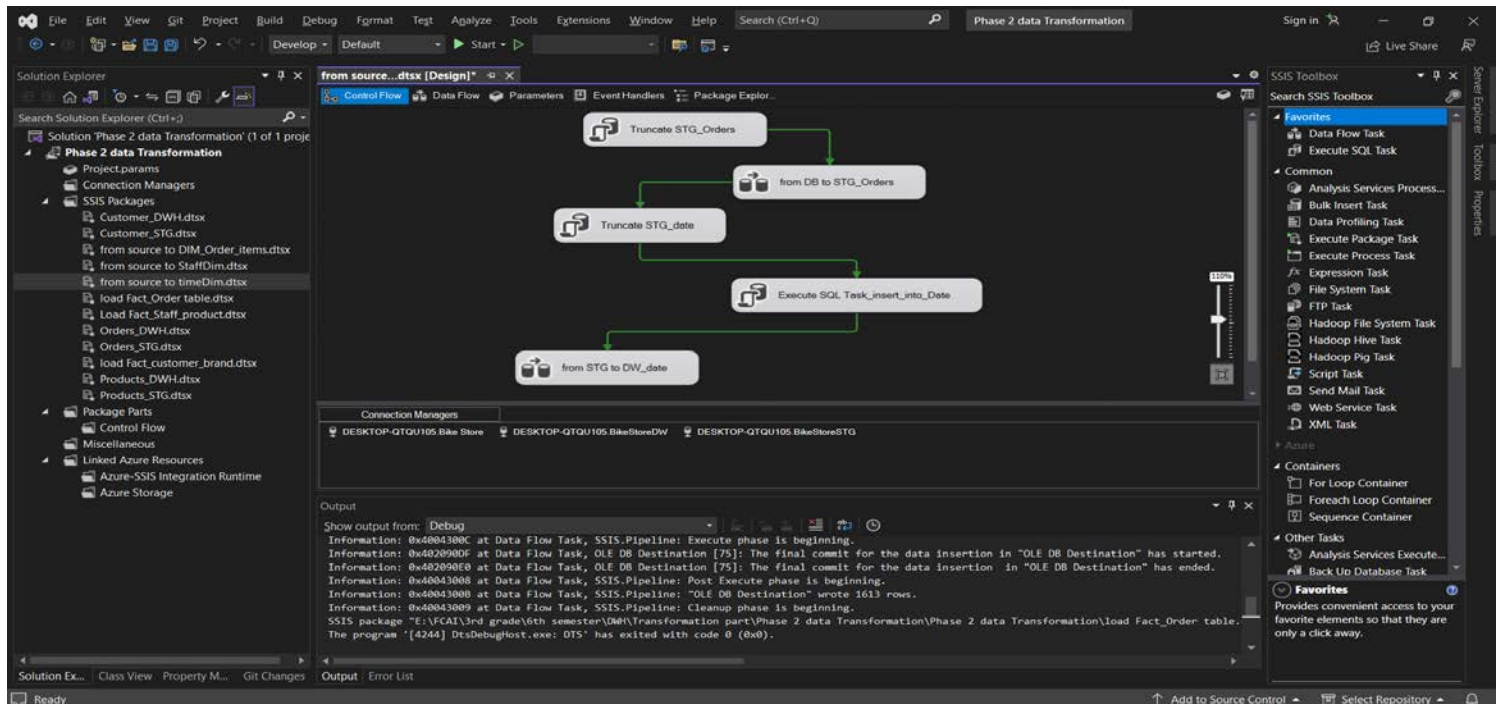 File Edit View Git Project Build Debug Format Test Analyze Tools Extensions Window Help Search (Ctrl+Q) Phase 2 data Transformation Sign in
Develop Default Start Live Share
Solution Explorer
Search Solution Explorer (Ctrl+;)
Solution 'Phase 2 data Transformation' (1 of 1 proje
Phase 2 data Transformation
Project.params
Connection Managers
SSIS Packages
Customer_DWH.dtsx
Customer_STG.dtsx
from source to DIM_Order_items.dtsx
from source to StaffDim.dtsx
from source to timeDim.dtsx
load Fact_Order table.dtsx
Load Fact_Staff_product.dtsx
Orders_DWH.dtsx
Orders_STG.dtsx
load Fact_customer_brand.dtsx
Products_DWH.dtsx
Products_STG.dtsx
Package Parts
Control Flow
Miscellaneous
Linked Azure Resources
Azure-SSIS Integration Runtime
Azure Storage
Solution Ex... Class View Property M... Git Changes
from source...dtsx [Design]*
Control Flow Data Flow Parameters Event Handlers Package Explor...
Truncate STG_Orders
from DB to STG_Orders
Truncate STG_date
Execute SQL Task_insert_into_Date
from STG to DW_date
110%
Connection Managers
DESKTOP-QTQU105.Bike Store DESKTOP-QTQU105.BikeStoreDW DESKTOP-QTQU105.BikeStoreSTG
Output
Show output from: Debug
Information: 0x4004300C at Data Flow Task, SSIS.Pipeline: Execute phase is beginning.
Information: 0x402090DF at Data Flow Task, OLE DB Destination [75]: The final commit for the data insertion in "OLE DB Destination" has started.
Information: 0x402090E0 at Data Flow Task, OLE DB Destination [75]: The final commit for the data insertion in "OLE DB Destination" has ended.
Information: 0x40043008 at Data Flow Task, SSIS.Pipeline: Post Execute phase is beginning.
Information: 0x4004300B at Data Flow Task, SSIS.Pipeline: "OLE DB Destination" wrote 1613 rows.
Information: 0x40043009 at Data Flow Task, SSIS.Pipeline: Cleanup phase is beginning.
SSIS package "E:\FCAI\3rd grade\6th semester\DWH\Transformation part\Phase 2 data Transformation\Phase 2 data Transformation\load Fact_Order table.
The program '[4244] DtsDebugHost.exe: DTS' has exited with code 0 (0x0).
Output Error List
SSIS Toolbox
Search SSIS Toolbox
Favorites
Data Flow Task
Execute SQL Task
Common
Analysis Services Process...
Bulk Insert Task
Data Profiling Task
Execute Package Task
Execute Process Task
Expression Task
File System Task
FTP Task
Hadoop File System Task
Hadoop Hive Task
Hadoop Pig Task
Script Task
Send Mail Task
Web Service Task
XML Task
Azure
Containers
For Loop Container
Foreach Loop Container
Sequence Container
Other Tasks
Analysis Services Execute...
Back Up Database Task
Favorites
Provides convenient access to your
favorite elements so that they are
only a click away.
Server Explorer
Toolbox
Properties
Ready Add to Source Control Select Repository